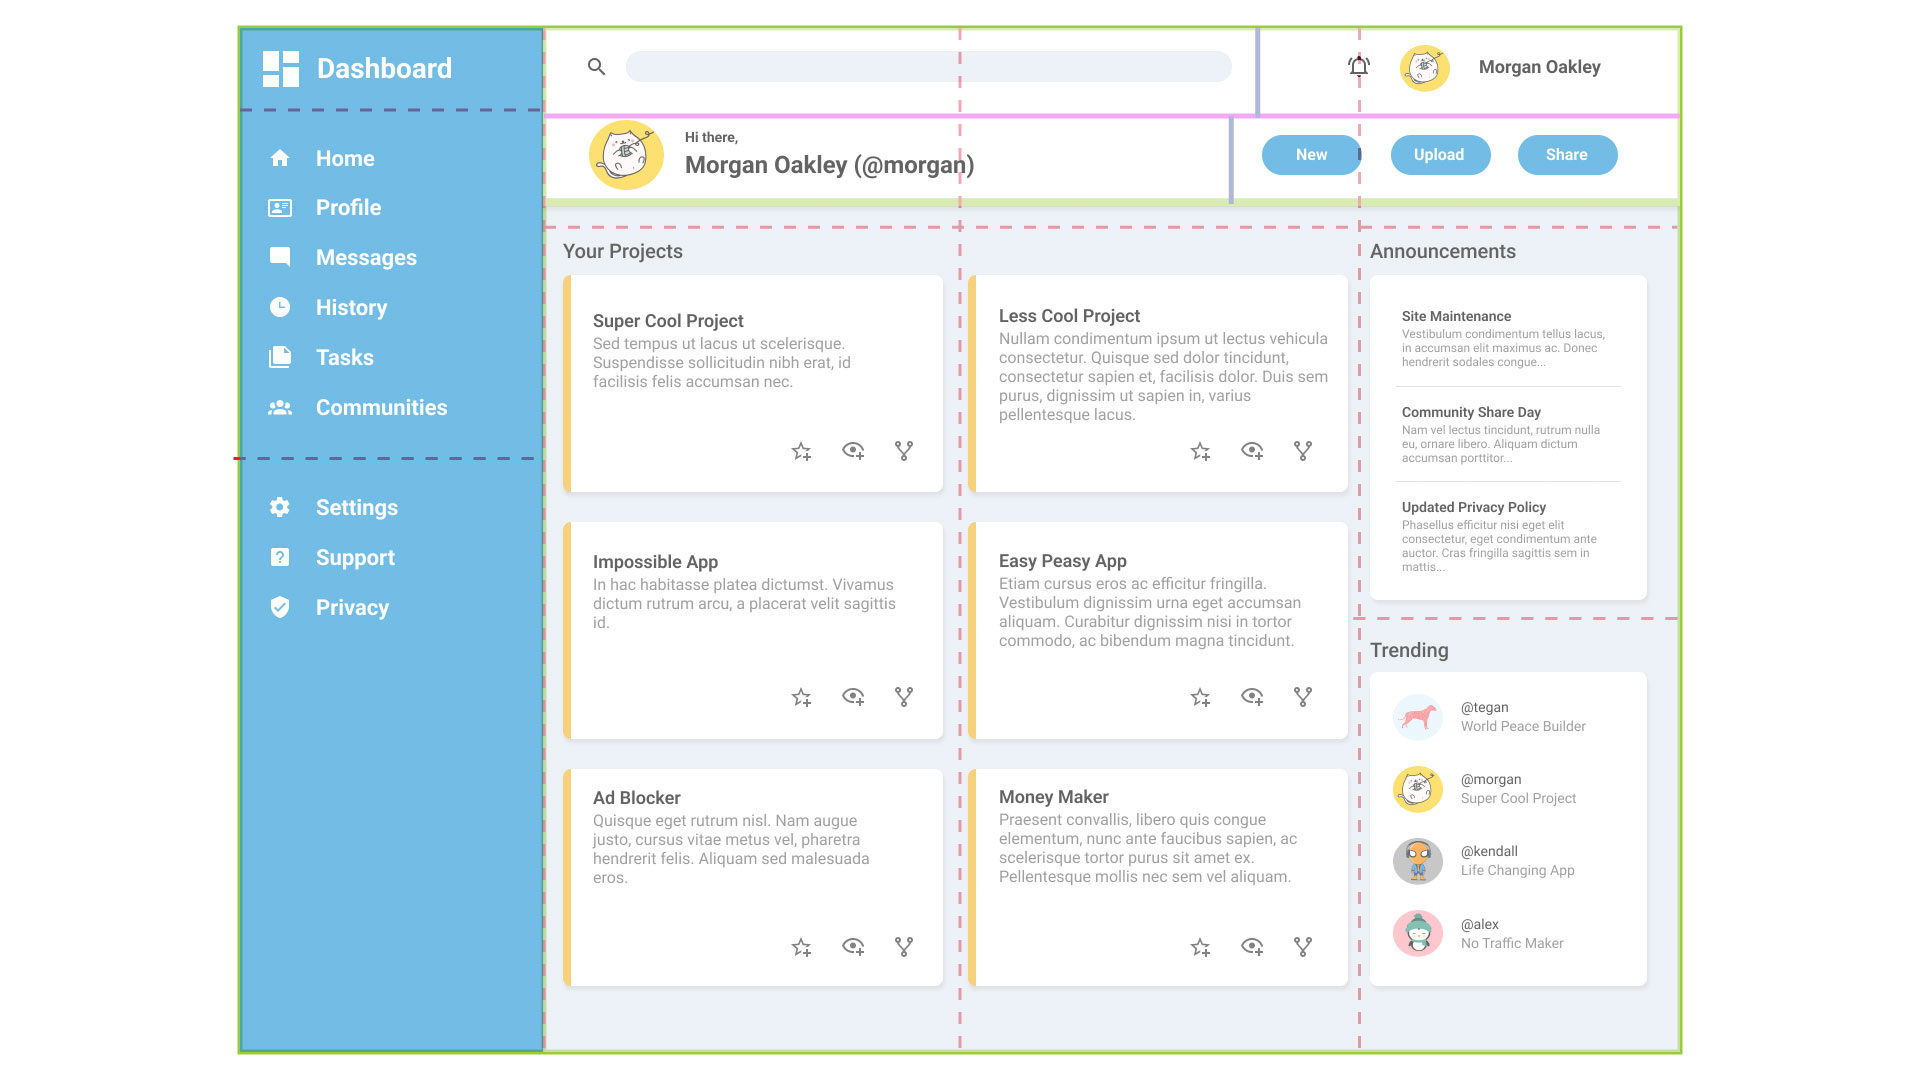 Dashboard
Home
Profile
Messages
History
Tasks
Communities
Settings
Support
Privacy
Morgan Oakley
Hi there,
Morgan Oakley (@morgan)
New
Upload
Share
Your Projects
Super Cool Project
Sed tempus ut lacus ut scelerisque.
Suspendisse sollicitudin nibh erat, id
facilisis felis accumsan nec.
Less Cool Project
Nullam condimentum ipsum ut lectus vehicula
consectetur. Quisque sed dolor tincidunt,
consectetur sapien et, facilisis dolor. Duis sem
purus, dignissim ut sapien in, varius
pellentesque lacus.
Impossible App
In hac habitasse platea dictumst. Vivamus
dictum rutrum arcu, a placerat velit sagittis
id.
Easy Peasy App
Etiam cursus eros ac efficitur fringilla.
Vestibulum dignissim urna eget accumsan
aliquam. Curabitur dignissim nisi in tortor
commodo, ac bibendum magna tincidunt.
Ad Blocker
Quisque eget rutrum nisl. Nam augue
justo, cursus vitae metus vel, pharetra
hendrerit felis. Aliquam sed malesuada
eros.
Money Maker
Praesent convallis, libero quis congue
elementum, nunc ante faucibus sapien, ac
scelerisque tortor purus sit amet ex.
Pellentesque mollis nec sem vel aliquam.
Announcements
Site Maintenance
Vestibulum condimentum tellus lacus,
in accumsan elit maximus ac. Donec
hendrerit sodales congue...
Community Share Day
Nam vel lectus tincidunt, rutrum nulla
eu, ornare libero. Aliquam dictum
accumsan porttitor...
Updated Privacy Policy
Phasellus efficitur nisi eget elit
consectetur, eget condimentum ante
auctor. Cras fringilla sagittis sem in
mattis...
Trending
@tegan
World Peace Builder
@morgan
Super Cool Project
@kendall
Life Changing App
@alex
No Traffic Maker